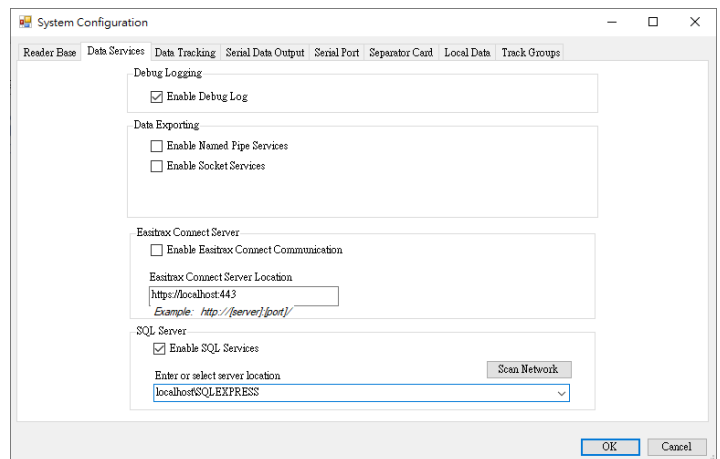 System Configuration
Reader Base Data Services Data Tracking Serial Data Output Serial Port Separator Card Local Data Track Groups
Debug Logging
Enable Debug Log
Data Exporting
Enable Named Pipe Services
Enable Socket Services
Easitrax Connect Server
Enable Easitrax Connect Communication
Easitrax Connect Server Location
https://localhost:443
Example: http://[server]:[port]/
SQL Server
Enable SQL Services
Scan Network
Enter or select server location
localhost\SQLEXPRESS
OK Cancel